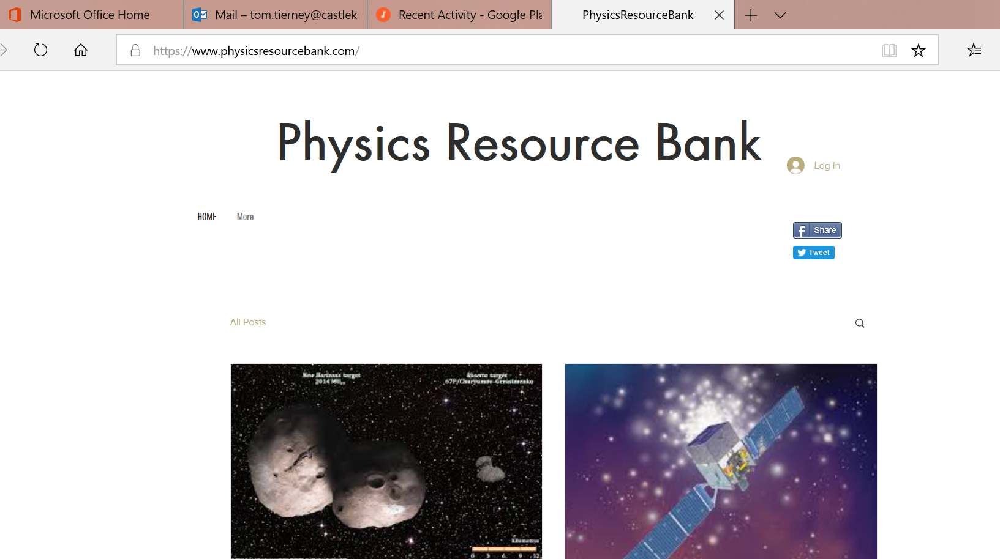 Microsoft Office Home
Mail – tom.tierney@castlek
Recent Activity - Google Pla
PhysicsResourceBank
https://www.physicsresourcebank.com/
Physics Resource Bank
Log In
HOME
More
Share
Tweet
All Posts
New Horizons target
2014 MU69
Rosetta target
67P/Churyumov-Gerasimenko
Kilometers
0 3 6 9 12